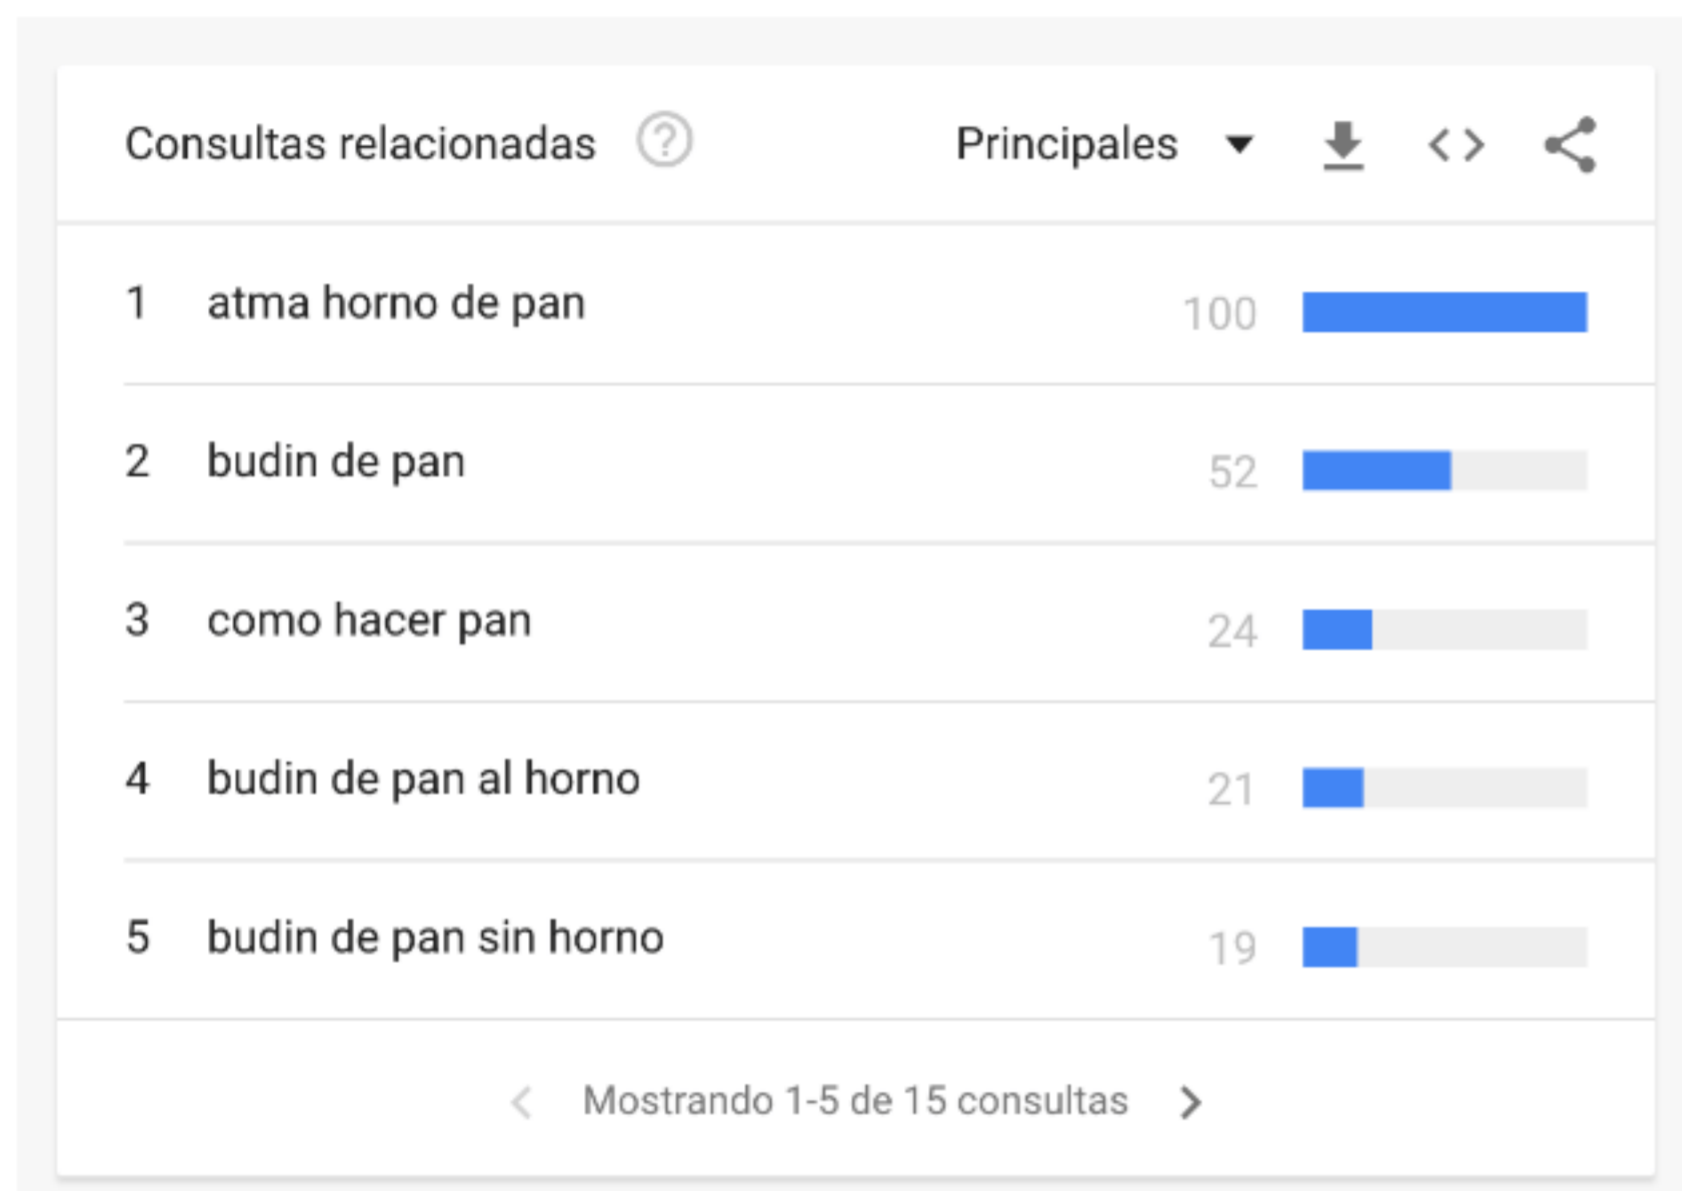 Consultas relacionadas ? Principales
1 atma horno de pan 100
2 budin de pan 52
3 como hacer pan 24
4 budin de pan al horno 21
5 budin de pan sin horno 19
Mostrando 1-5 de 15 consultas